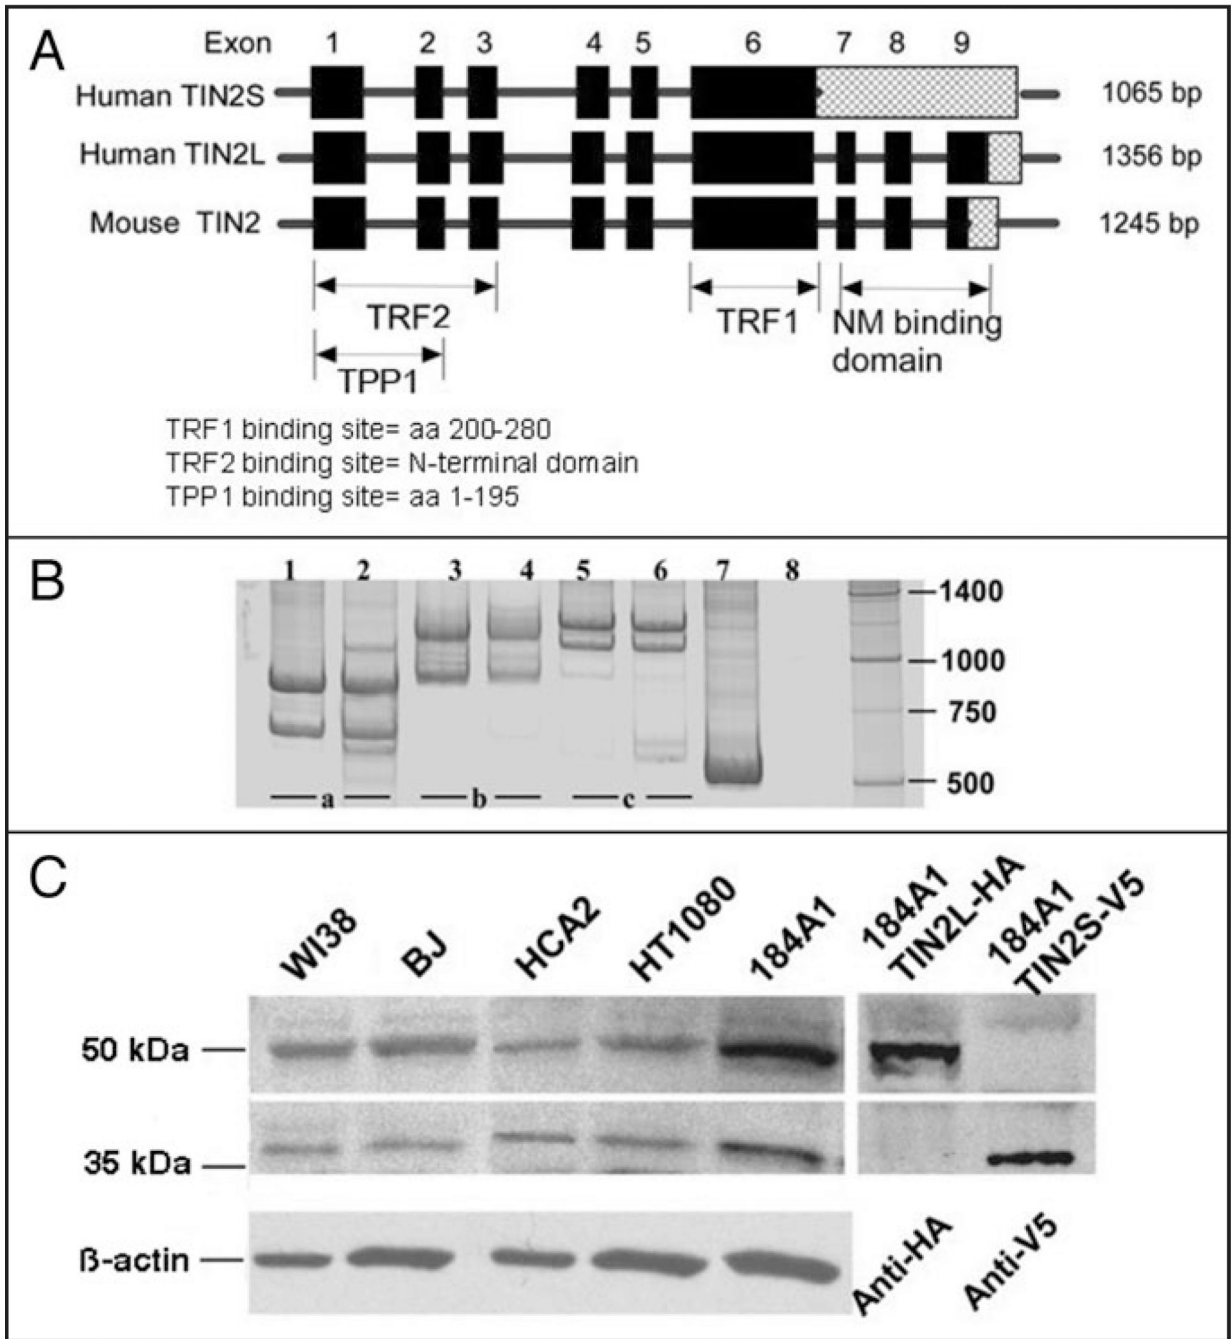 A
Exon 1 2 3 4 5 6 7 8 9
Human TIN2S 1065 bp
Human TIN2L 1356 bp
Mouse TIN2 1245 bp
TRF2 TRF1 NM binding
domain
TPP1
TRF1 binding site= aa 200-280
TRF2 binding site= N-terminal domain
TPP1 binding site= aa 1-195
B
1 2 3 4 5 6 7 8
1400
1000
750
500
a b c
C
WI38 BJ HCA2 HT1080 184A1 184A1 TIN2L-HA 184A1 TIN2S-V5
50 kDa
35 kDa
ß-actin
Anti-HA Anti-V5